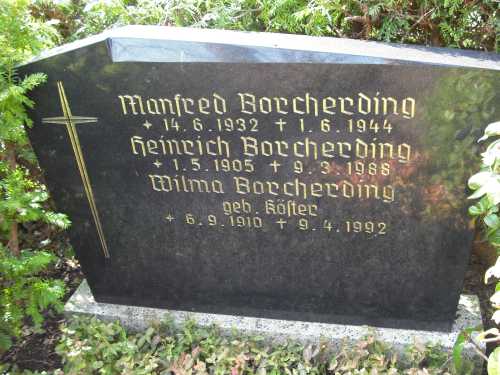 Manfred Borcherding
+ 14.6.1932 † 1.6.1944
Heinrich Borcherding
+ 1.5.1905 † 9.3.1988
Wilma Borcherding
geb. Köster
+ 6.9.1910 † 9.4.1992